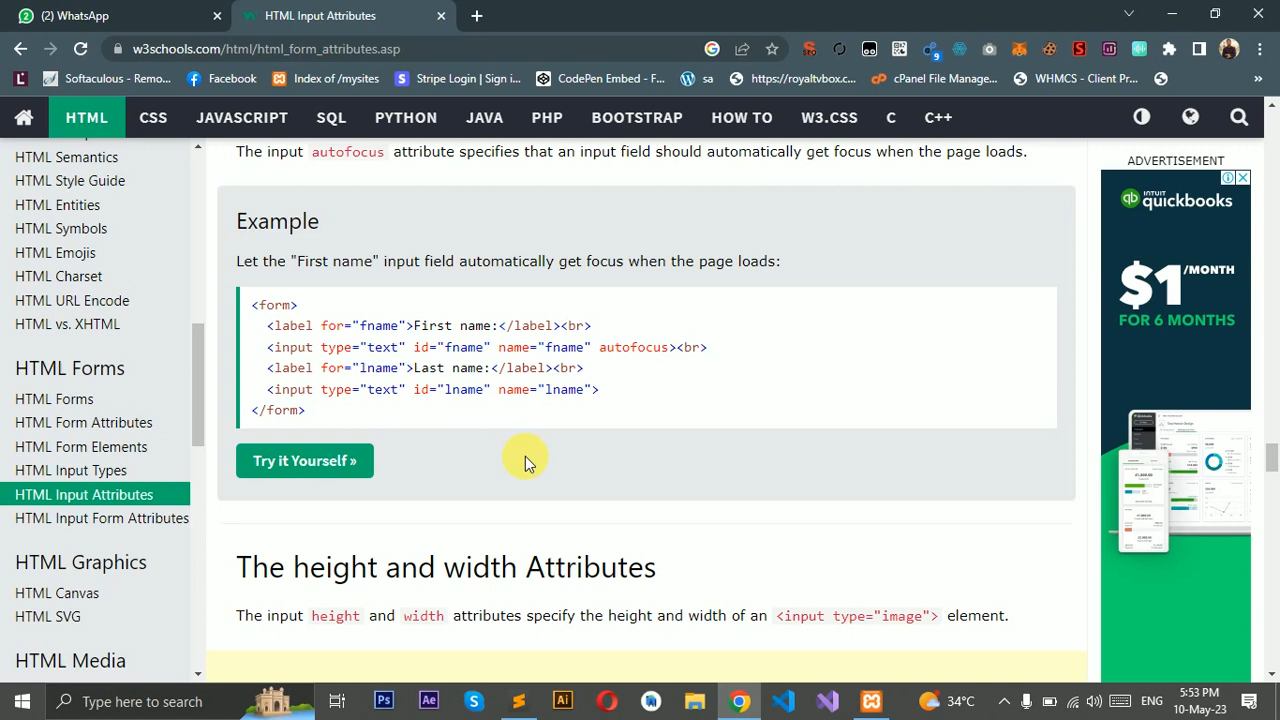 (2) WhatsApp
HTML Input Attributes
w3schools.com/html/html_form_attributes.asp
9
Softaculous - Remo...
Facebook
Index of /mysites
Stripe Login | Sign i...
CodePen Embed - F...
sa
https://royaltvbox.c...
cPanel File Manage...
WHMCS - Client Pr...
»
HTML
CSS
JAVASCRIPT
SQL
PYTHON
JAVA
PHP
BOOTSTRAP
HOW TO
W3.CSS
C
C++
HTML Semantics
HTML Style Guide
HTML Entities
HTML Symbols
HTML Emojis
HTML Charset
HTML URL Encode
HTML vs. XHTML
HTML Forms
HTML Forms
HTML Form Attributes
HTML Form Elements
HTML Input Types
HTML Input Attributes
HTML Input Form Attributes
HTML Graphics
HTML Canvas
HTML SVG
HTML Media
The input autofocus attribute specifies that an input field should automatically get focus when the page loads.
Example
Let the "First name" input field automatically get focus when the page loads:
<form>
<label for="fname">First name:</label><br>
<input type="text" id="fname" name="fname" autofocus><br>
<label for="lname">Last name:</label><br>
<input type="text" id="lname" name="lname">
</form>
Try it Yourself »
The height and width Attributes
The input height and width attributes specify the height and width of an <input type="image"> element.
ADVERTISEMENT
INTUIT
quickbooks
$1/MONTH
FOR 6 MONTHS
Type here to search
Ps
Ae
Ai
34°C
ENG
5:53 PM
10-May-23